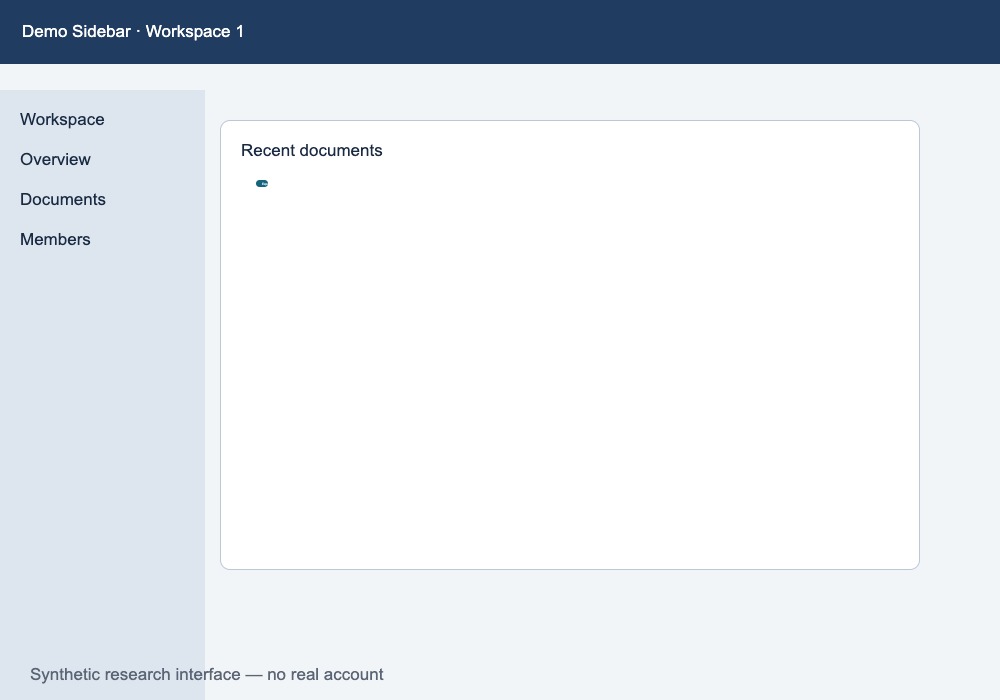 Demo Sidebar · Workspace 1
Workspace
Overview
Documents
Members
Recent documents
Synthetic research interface — no real account